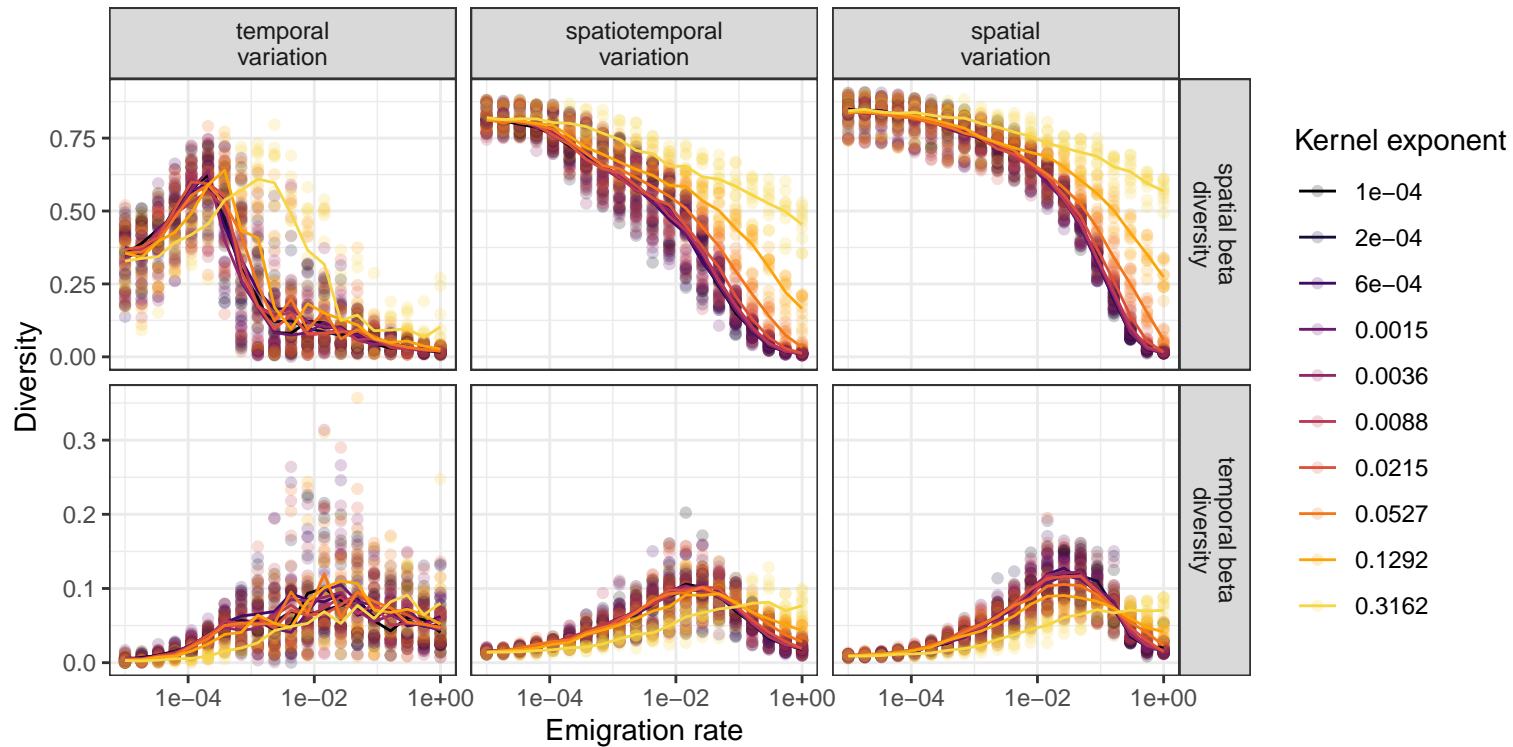 temporal
variation
spatiotemporal
variation
spatial
variation
Diversity
0.75
0.50
0.25
0.00
spatial beta
diversity
0.3
0.2
0.1
0.0
temporal beta
diversity
1e−04
1e−02
1e+00
1e−04
1e−02
1e+00
1e−04
1e−02
1e+00
Emigration rate
Kernel exponent
1e−04
2e−04
6e−04
0.0015
0.0036
0.0088
0.0215
0.0527
0.1292
0.3162